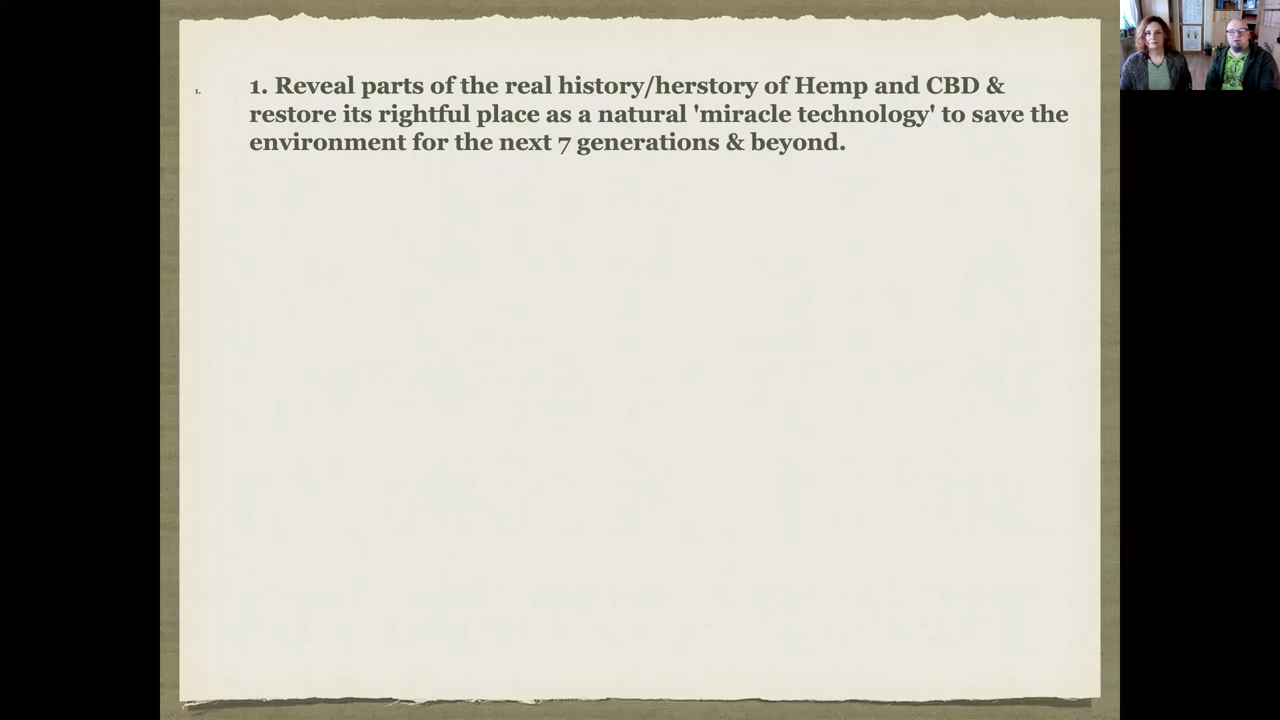 1. 1. Reveal parts of the real history/herstory of Hemp and CBD &
restore its rightful place as a natural 'miracle technology' to save the
environment for the next 7 generations & beyond.